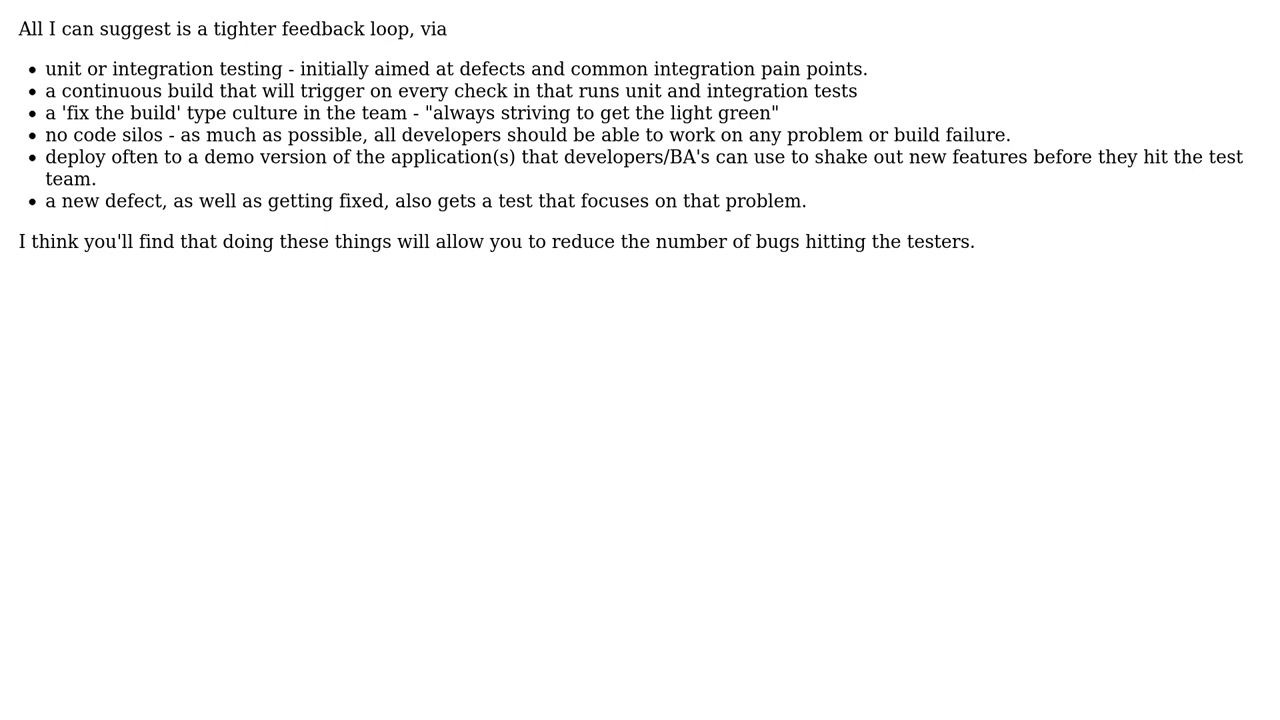 All I can suggest is a tighter feedback loop, via
• unit or integration testing - initially aimed at defects and common integration pain points.
• a continuous build that will trigger on every check in that runs unit and integration tests
• a 'fix the build' type culture in the team - "always striving to get the light green"
• no code silos - as much as possible, all developers should be able to work on any problem or build failure.
• deploy often to a demo version of the application(s) that developers/BA's can use to shake out new features before they hit the test
team.
• a new defect, as well as getting fixed, also gets a test that focuses on that problem.
I think you'll find that doing these things will allow you to reduce the number of bugs hitting the testers.